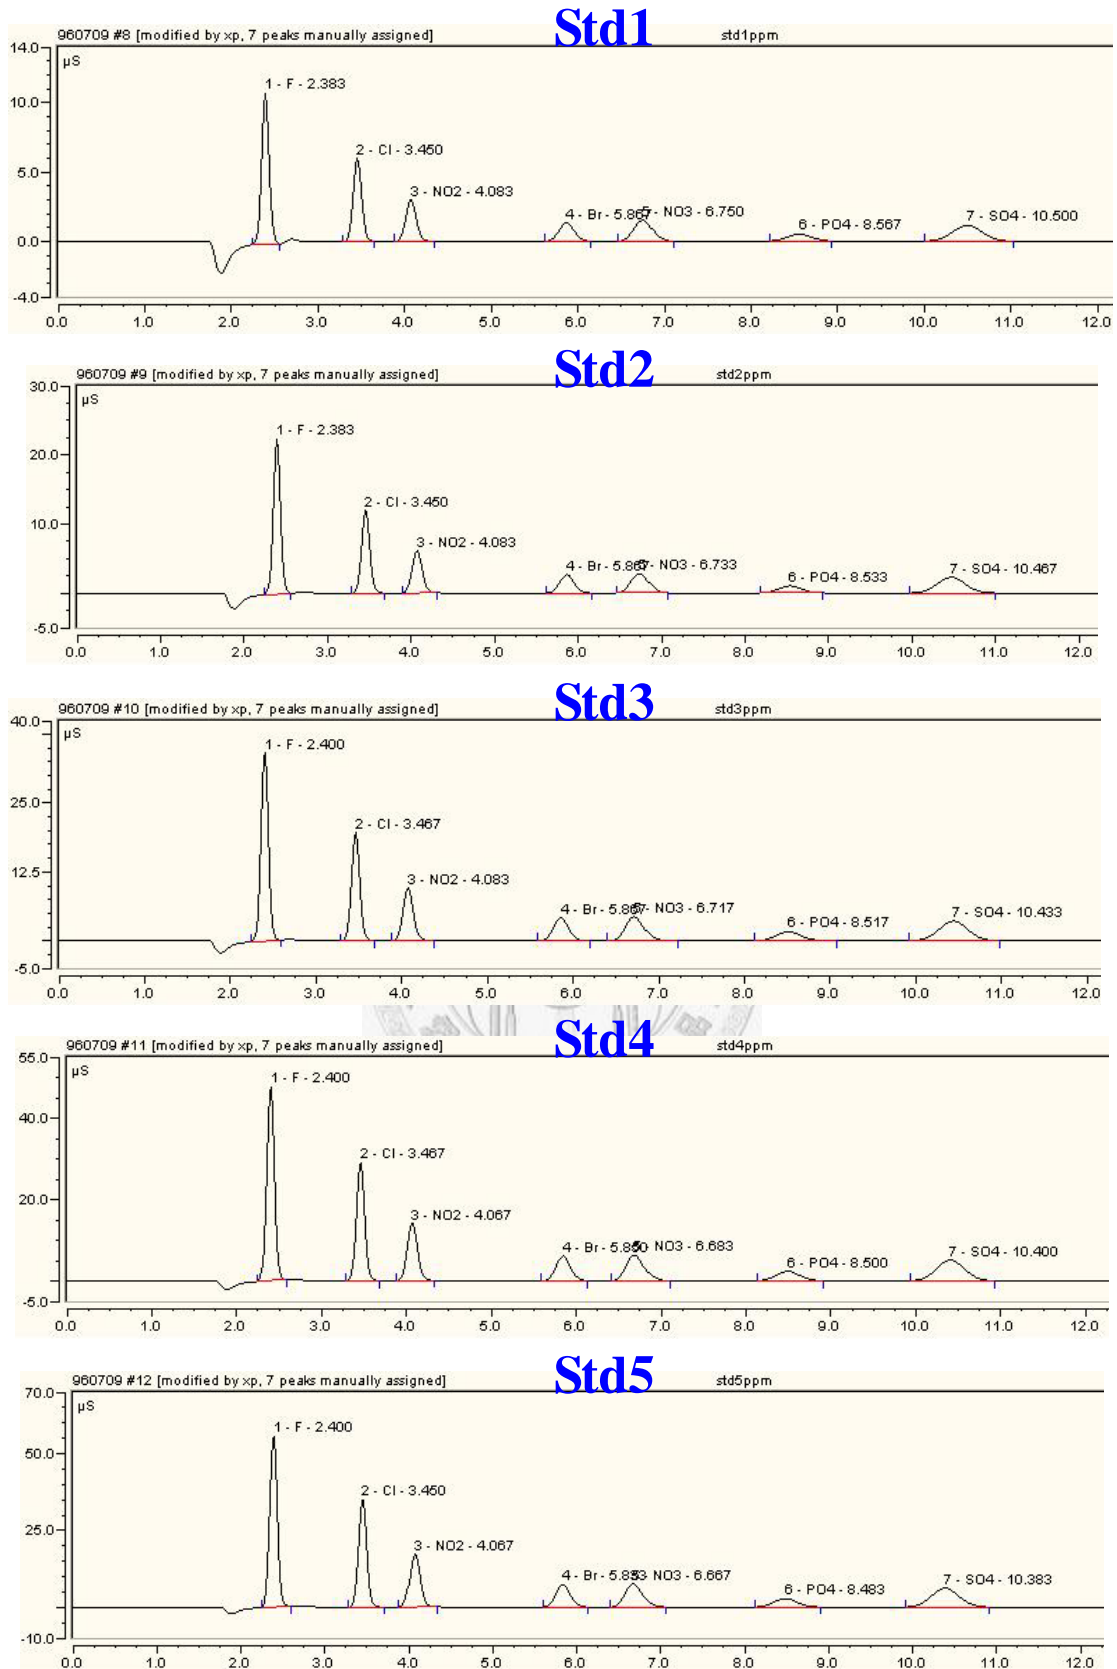 Std1
960709 #8 [modified by xp, 7 peaks manually assigned] std1ppm
14.0
µS
1 - F - 2.383
10.0
2 - Cl - 3.450
5.0
3 - NO2 - 4.083
4 - Br - 5.867
5 - NO3 - 6.750
6 - PO4 - 8.567
7 - SO4 - 10.500
0.0
-4.0
0.0 1.0 2.0 3.0 4.0 5.0 6.0 7.0 8.0 9.0 10.0 11.0 12.0
Std2
960709 #9 [modified by xp, 7 peaks manually assigned] std2ppm
30.0
µS
1 - F - 2.383
20.0
2 - Cl - 3.450
10.0
3 - NO2 - 4.083
4 - Br - 5.867
5 - NO3 - 6.733
6 - PO4 - 8.533
7 - SO4 - 10.467
-5.0
0.0 1.0 2.0 3.0 4.0 5.0 6.0 7.0 8.0 9.0 10.0 11.0 12.0
Std3
960709 #10 [modified by xp, 7 peaks manually assigned] std3ppm
40.0
µS
1 - F - 2.400
25.0
2 - Cl - 3.467
12.5
3 - NO2 - 4.083
4 - Br - 5.867
5 - NO3 - 6.717
6 - PO4 - 8.517
7 - SO4 - 10.433
-5.0
0.0 1.0 2.0 3.0 4.0 5.0 6.0 7.0 8.0 9.0 10.0 11.0 12.0
Std4
960709 #11 [modified by xp, 7 peaks manually assigned] std4ppm
55.0
µS
1 - F - 2.400
40.0
2 - Cl - 3.467
20.0
3 - NO2 - 4.067
4 - Br - 5.850
5 - NO3 - 6.683
6 - PO4 - 8.500
7 - SO4 - 10.400
-5.0
0.0 1.0 2.0 3.0 4.0 5.0 6.0 7.0 8.0 9.0 10.0 11.0 12.0
Std5
960709 #12 [modified by xp, 7 peaks manually assigned] std5ppm
70.0
µS
1 - F - 2.400
50.0
2 - Cl - 3.450
25.0
3 - NO2 - 4.067
4 - Br - 5.833
5 - NO3 - 6.667
6 - PO4 - 8.483
7 - SO4 - 10.383
-10.0
0.0 1.0 2.0 3.0 4.0 5.0 6.0 7.0 8.0 9.0 10.0 11.0 12.0